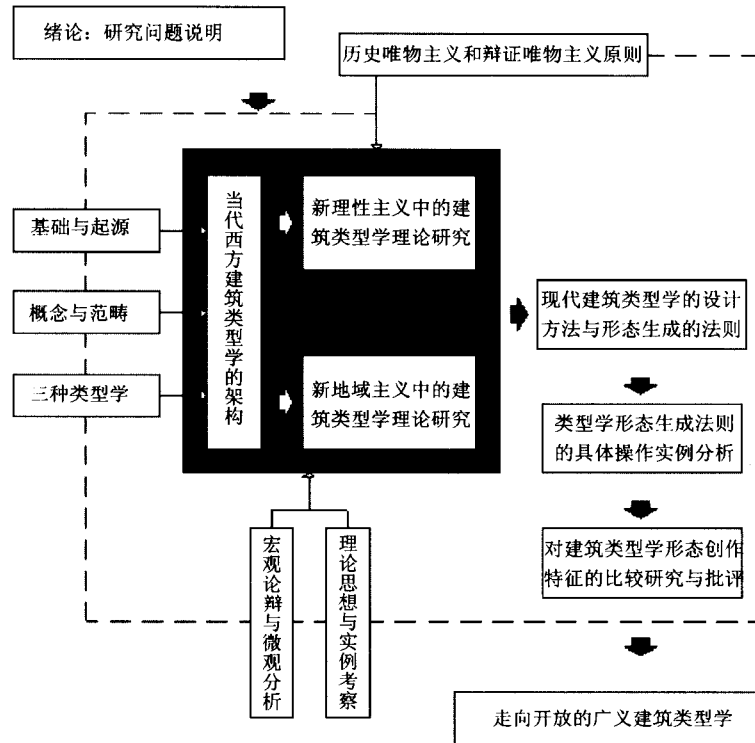 绪论：研究问题说明
历史唯物主义和辩证唯物主义原则
基础与起源
概念与范畴
三种类型学
当代西方建筑类型学的架构
新理性主义中的建
筑类型学理论研究
新地域主义中的建
筑类型学理论研究
现代建筑类型学的设计
方法与形态生成的法则
类型学形态生成法则
的具体操作实例分析
对建筑类型学形态创作
特征的比较研究与批评
宏观论辩与微观分析
理论思想与实例考察
走向开放的广义建筑类型学